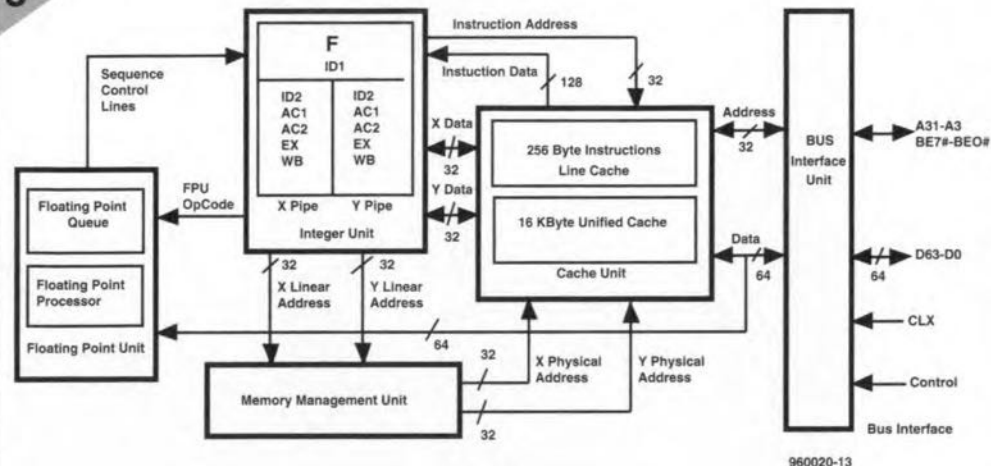 Instruction Address
F
ID1
Instuction Data
Sequence
Control
Lines
128
32
ID2
AC1
AC2
EX
WB
ID2
AC1
AC2
EX
WB
X Data
32
Y Data
32
Address
32
BUS
Interface
Unit
A31-A3
BE7#-BEO#
256 Byte Instructions
Line Cache
16 KByte Unified Cache
Cache Unit
FPU
OpCode
X Pipe
Y Pipe
Integer Unit
Floating Point
Queue
Floating Point
Processor
Floating Point Unit
Data
64
D63-D0
64
32
32
X Linear
Address
Y Linear
Address
64
CLX
Control
Bus Interface
32
32
X Physical
Address
Y Physical
Address
Memory Management Unit
960020-13